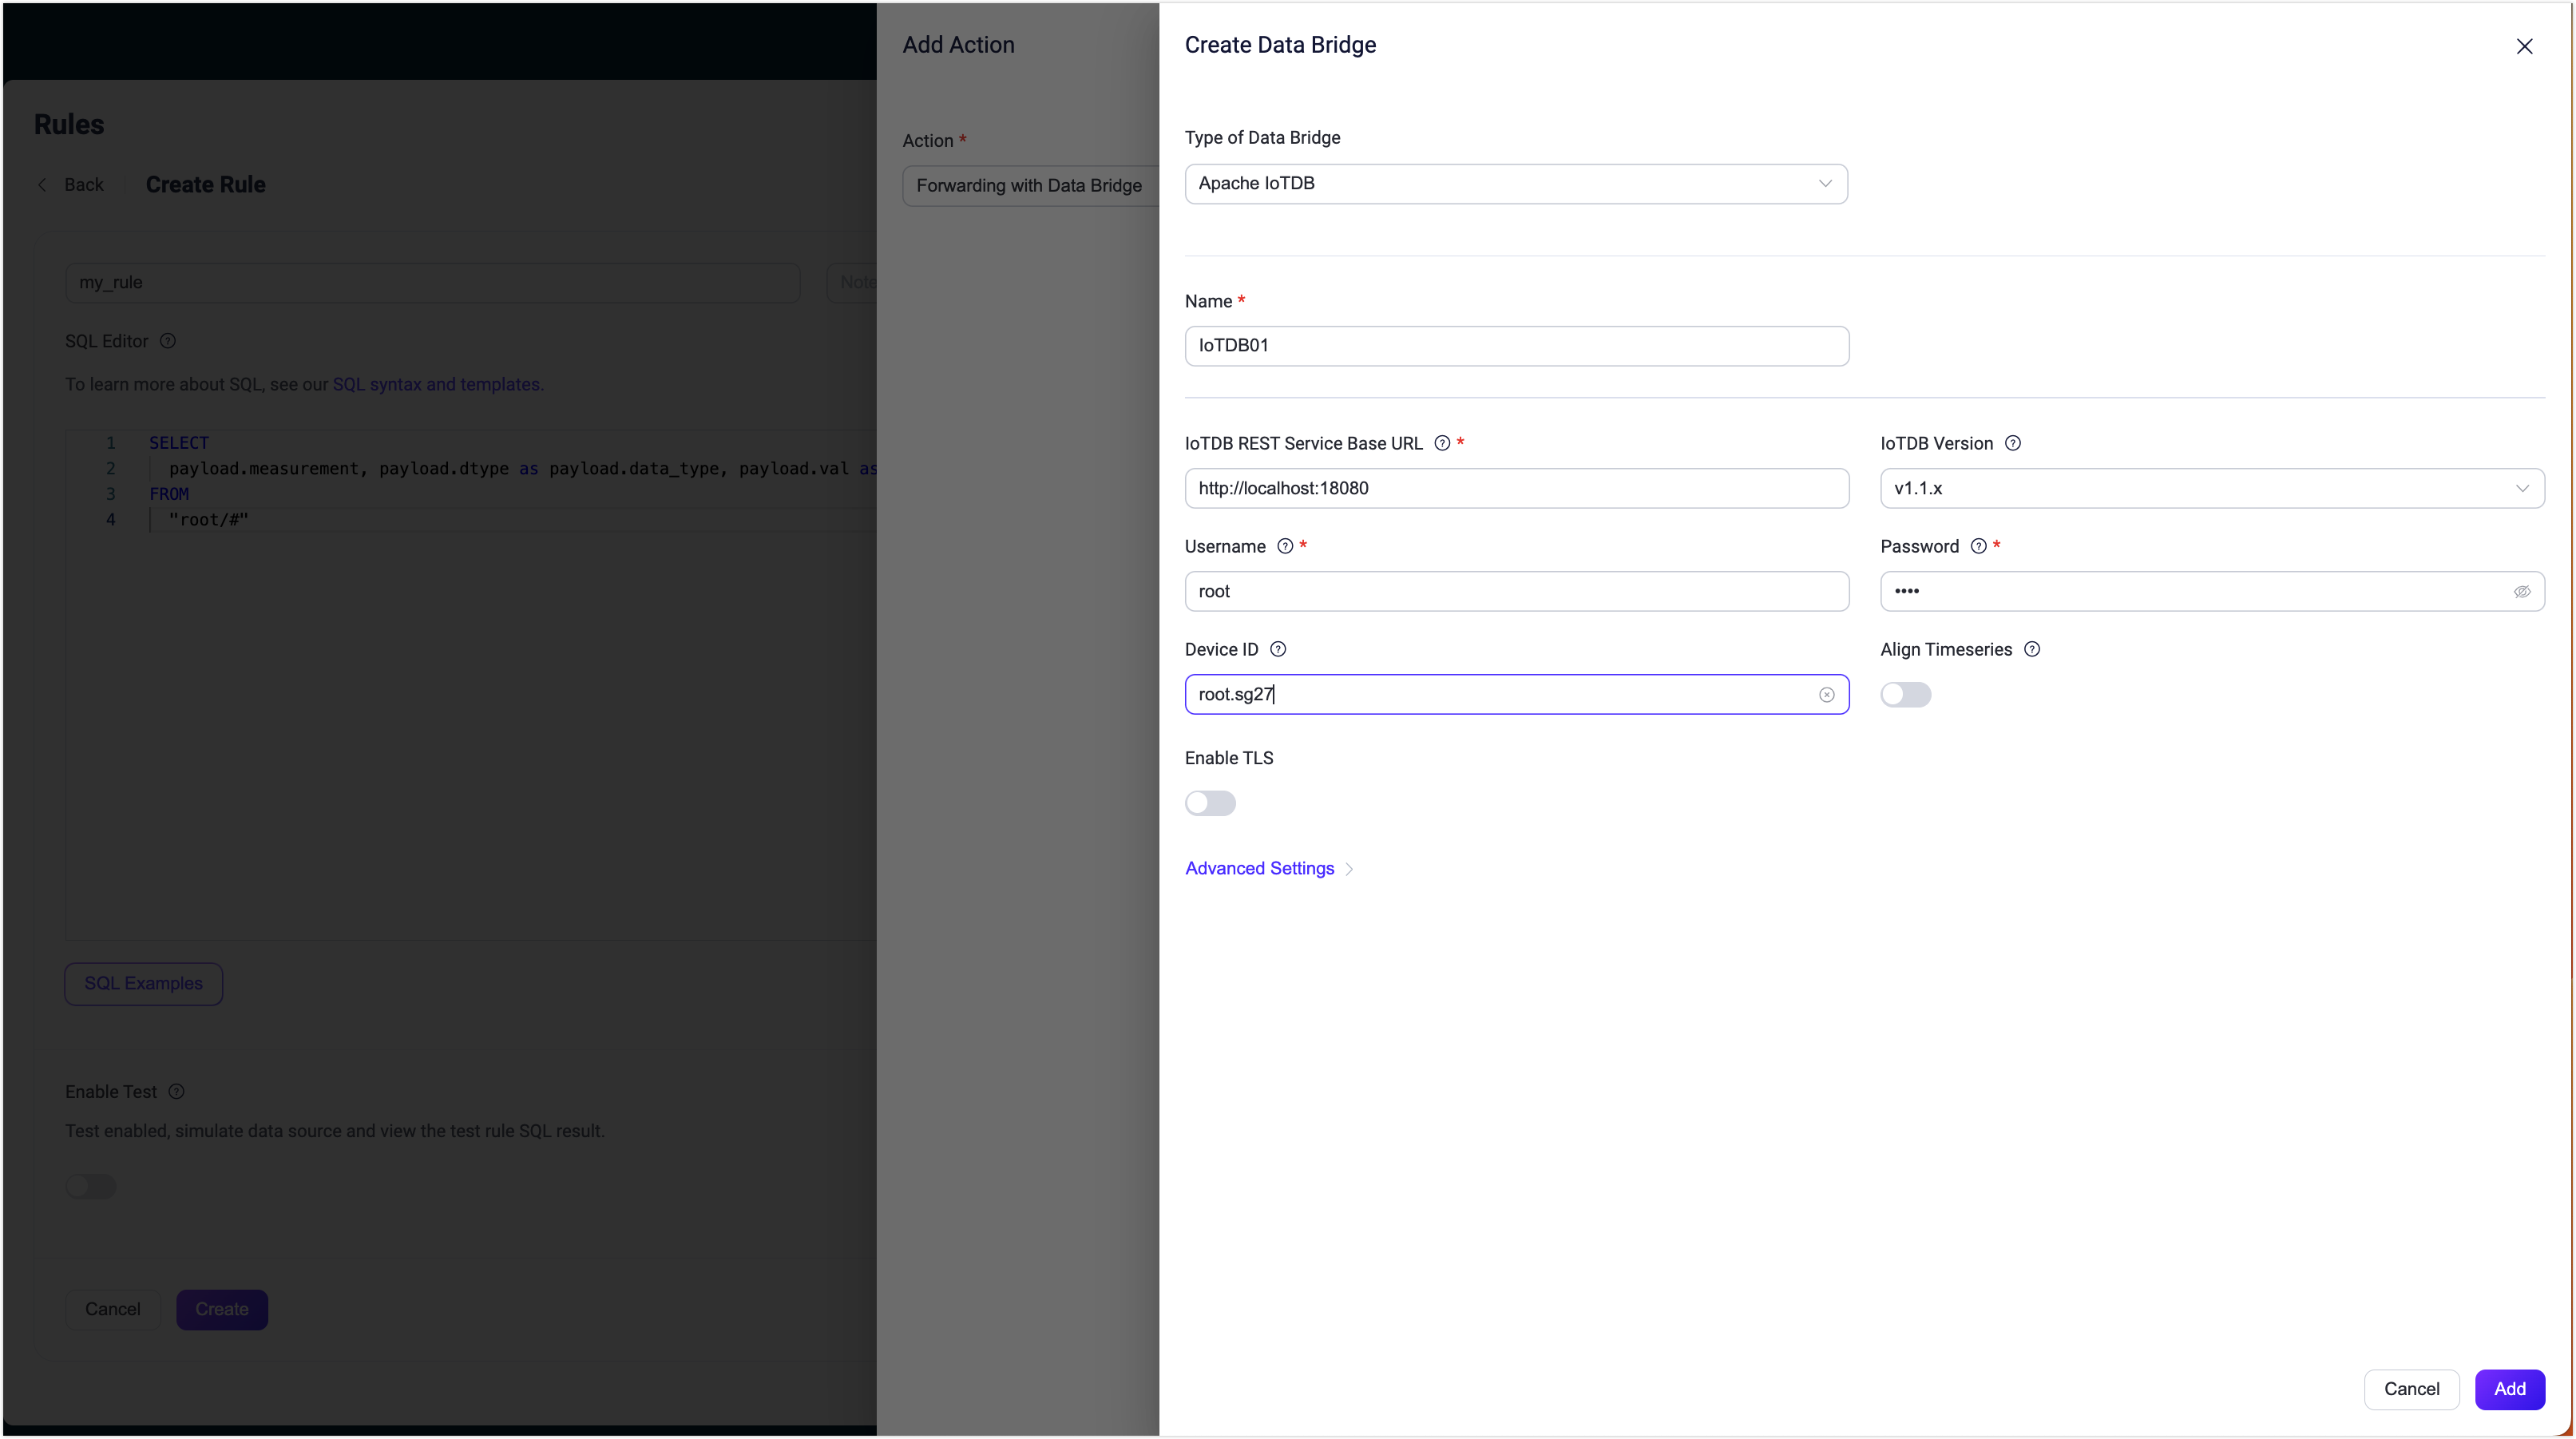 Rules
Back
Create Rule
my_rule
Note
SQL Editor
To learn more about SQL, see our SQL syntax and templates.
1 SELECT
2 payload.measurement, payload.dtype as payload.data_type, payload.val as
3 FROM
4 "root/#"
SQL Examples
Enable Test
Test enabled, simulate data source and view the test rule SQL result.
Cancel
Create
Add Action
Action *
Forwarding with Data Bridge
Create Data Bridge
Type of Data Bridge
Apache IoTDB
Name *
IoTDB01
IoTDB REST Service Base URL *
http://localhost:18080
IoTDB Version
v1.1.x
Username *
root
Password *
••••
Device ID
root.sg27
Align Timeseries
Enable TLS
Advanced Settings
Cancel
Add